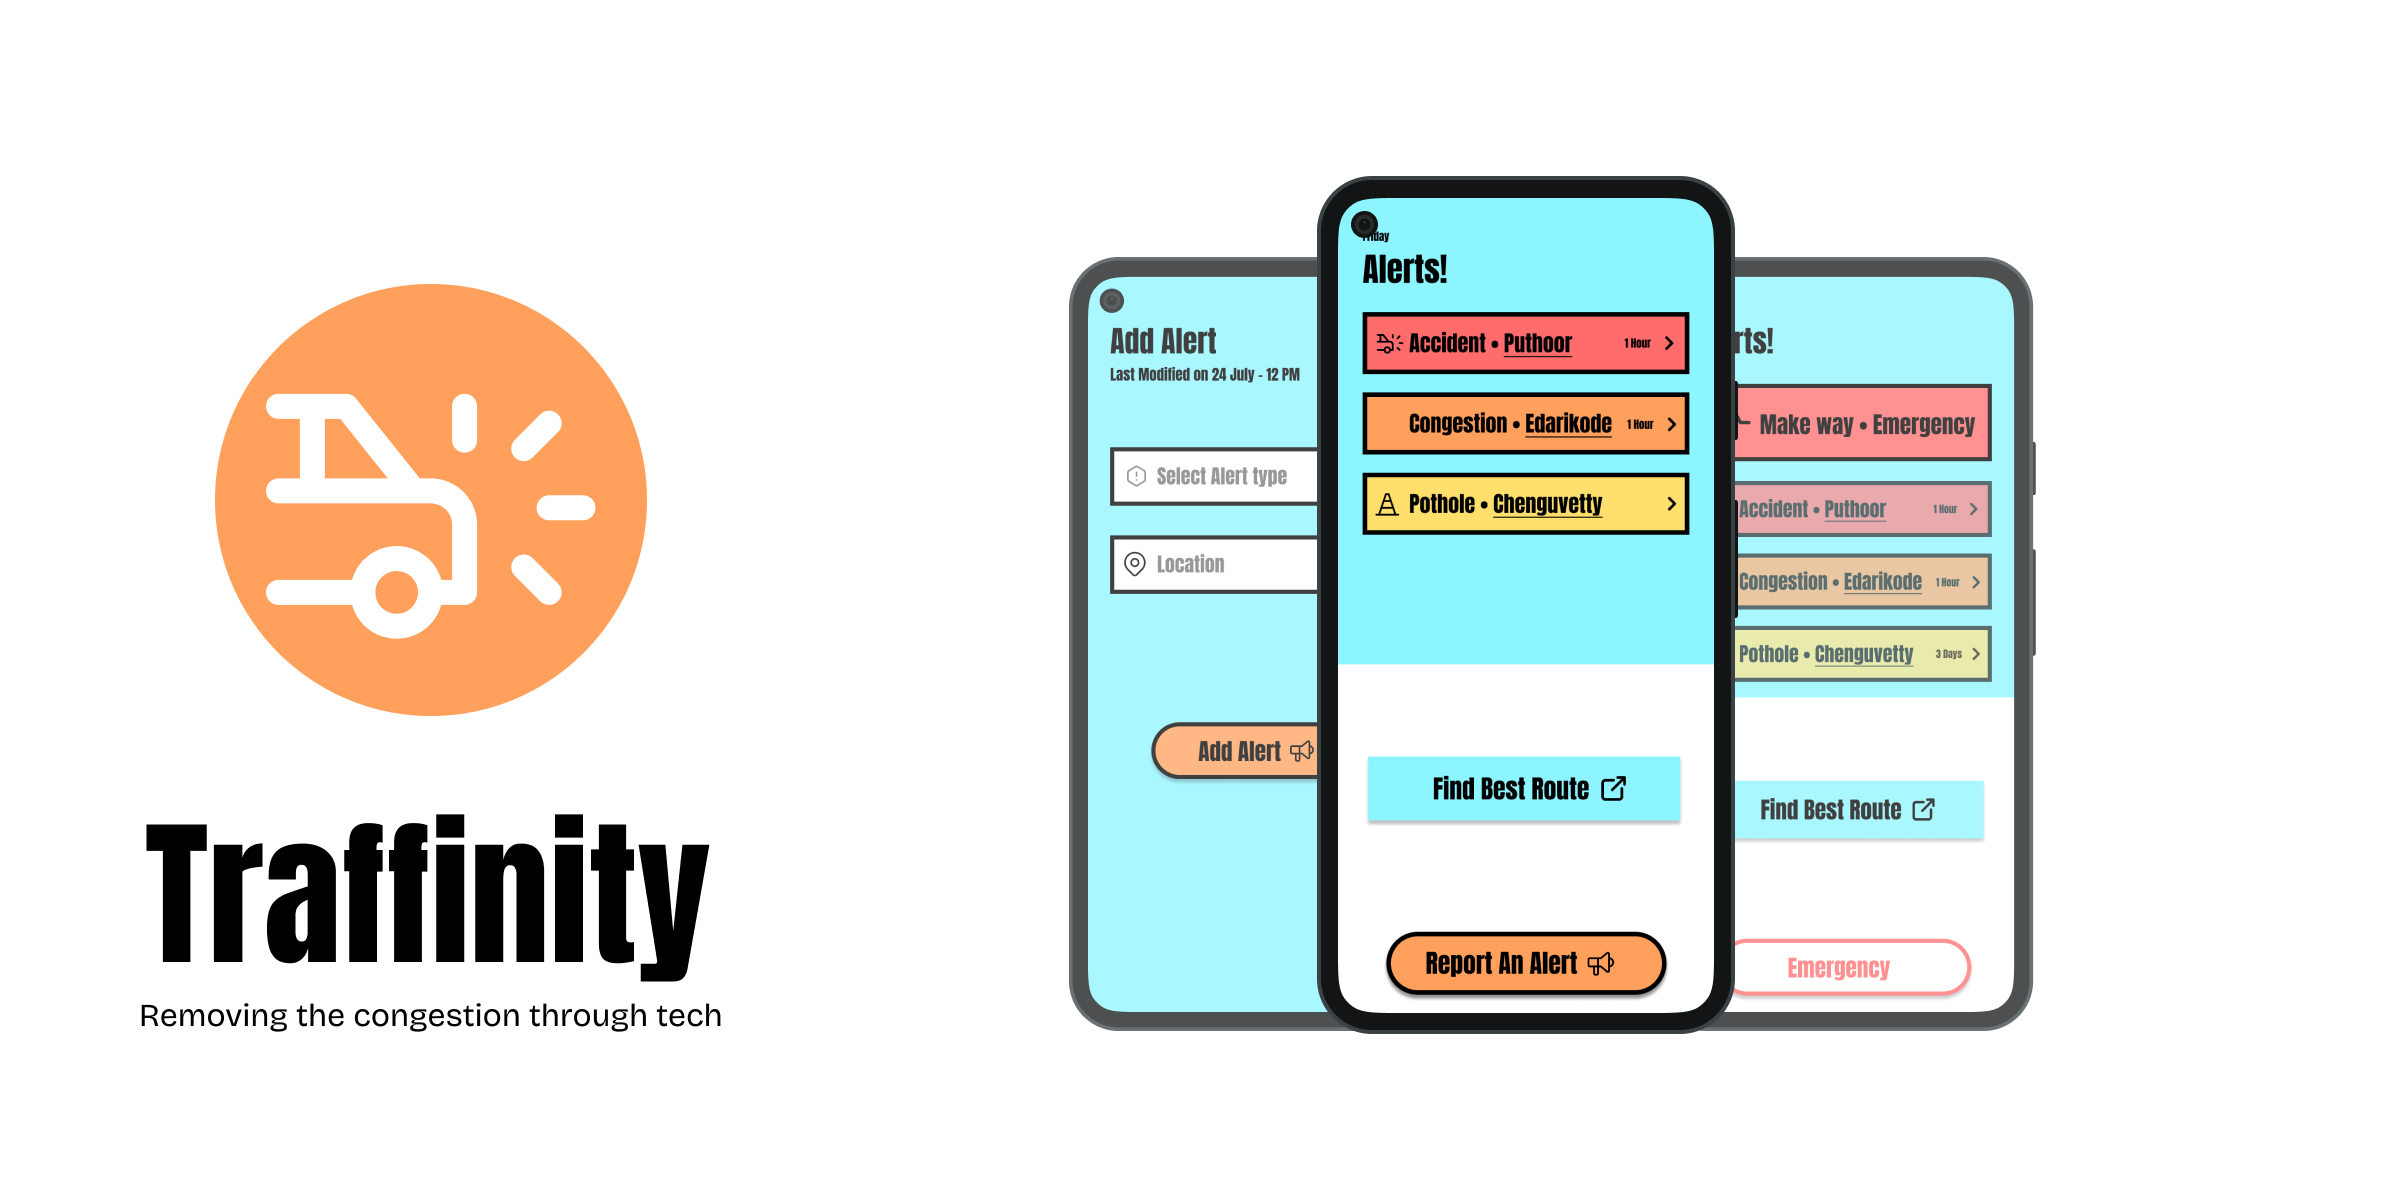 Traffinity
Removing the congestion through tech
Add Alert
Last Modified on 24 July - 12 PM
Select Alert type
Location
Add Alert
Alerts!
Accident • Puthoor 1 Hour
Congestion • Edarikode 1 Hour
Pothole • Chenguvetty
Find Best Route
Report An Alert
rts!
Make way • Emergency
Accident • Puthoor 1 Hour
Congestion • Edarikode 1 Hour
Pothole • Chenguvetty 3 Days
Find Best Route
Emergency